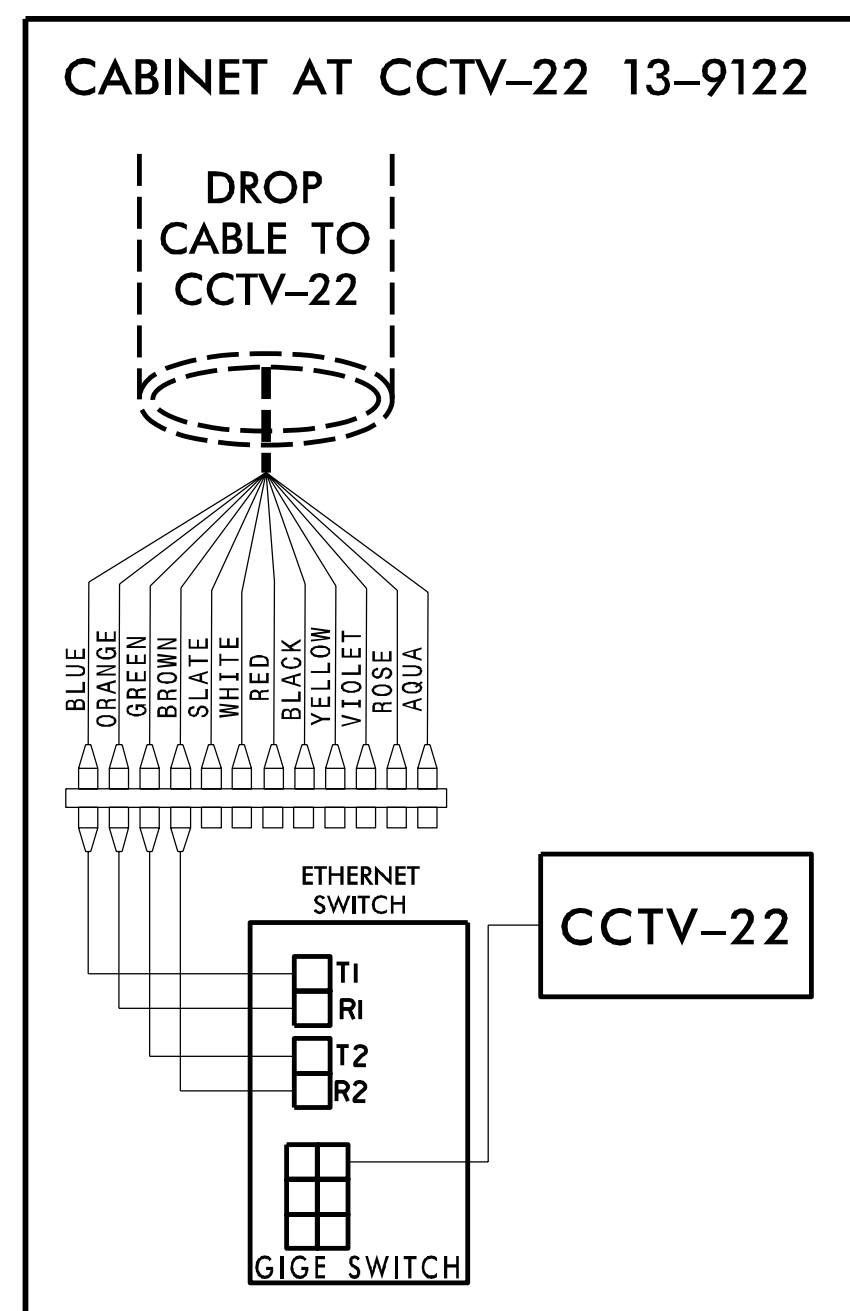 CABINET AT CCTV-22 13-9122
DROP
CABLE TO
CCTV-22
BLUE
ORANGE
GREEN
BROWN
SLATE
WHITE
RED
BLACK
YELLOW
VIOLET
ROSE
AQUA
ETHERNET
SWITCH
CCTV-22
T1
R1
T2
R2
GIGE SWITCH